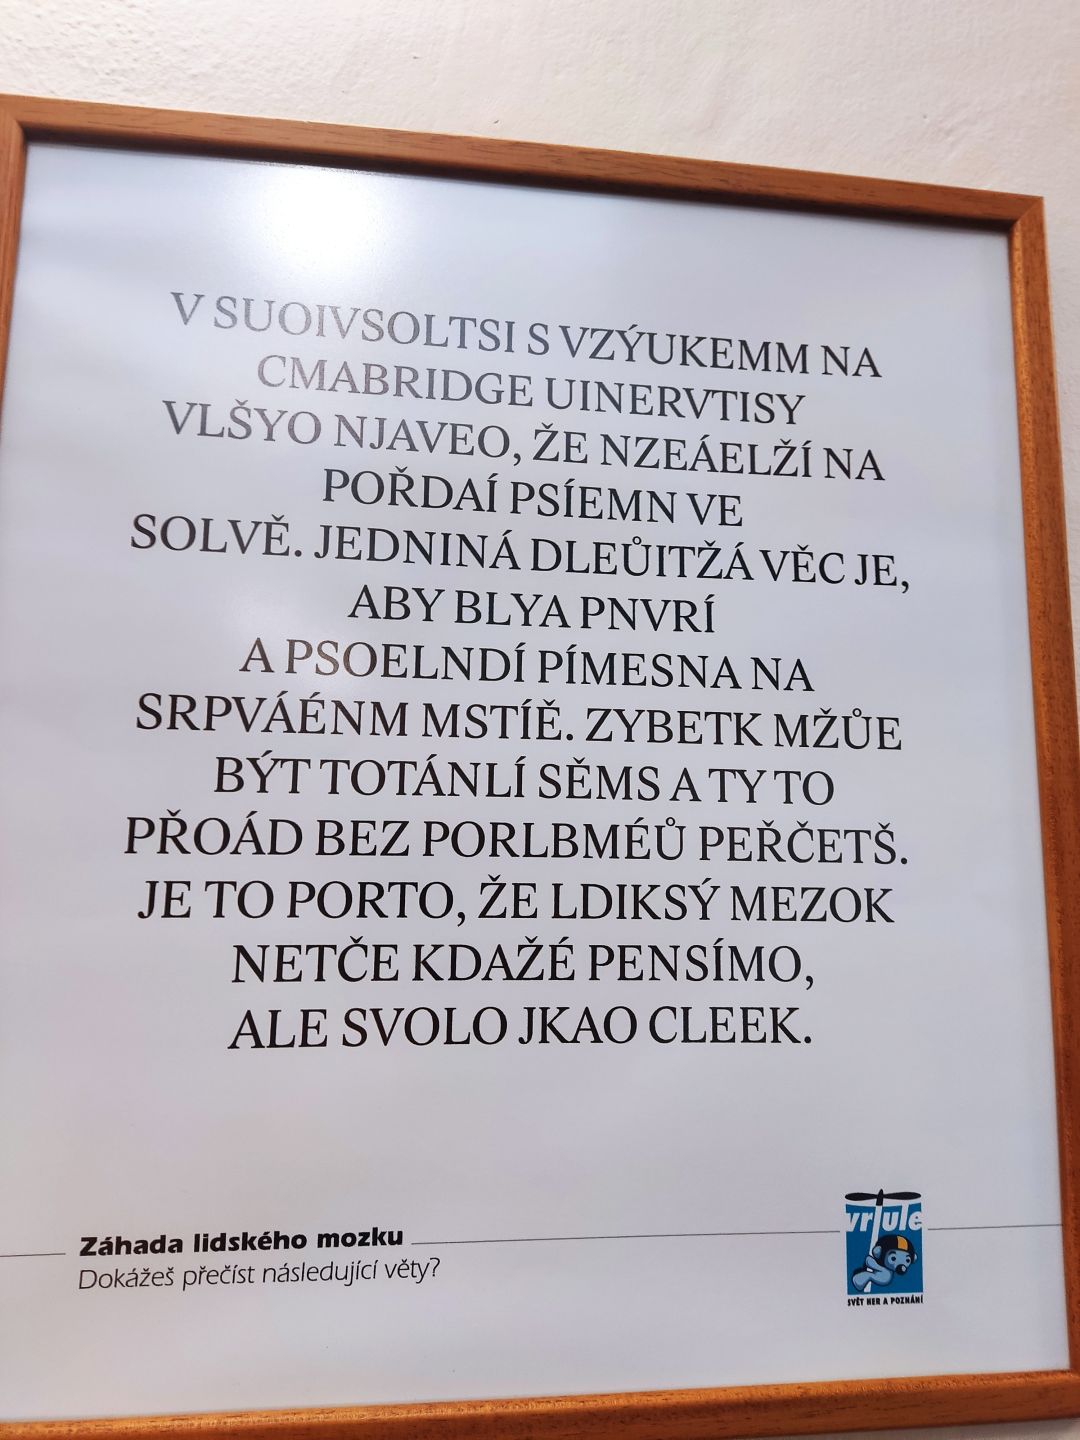 V SUOIVSOLTSI S VZÝUKEMM NA
CMABRIDGE UINERVTISY
VLŠYO NJAVEO, ŽE NZEÁELŽÍ NA
POŘDAÍ PSÍEMN VE
SOLVĚ. JEDNINÁ DLEŮITŽÁ VĚC JE,
ABY BLYA PNVRÍ
A PSOELNDÍ PÍMESNA NA
SRPVÁÉNM MSTÍĚ. ZYBETK MŽŮE
BÝT TOTÁNLÍ SĚMS A TY TO
PŘOÁD BEZ PORLBMÉŮ PEŘČETŠ.
JE TO PORTO, ŽE LDIKSÝ MEZOK
NETČE KDAŽÉ PENSÍMO,
ALE SVOLO JKAO CLEEK.
Záhada lidského mozku
Dokážeš přečíst následující věty?
vrtule
SVĚT HER A POZNÁNÍ